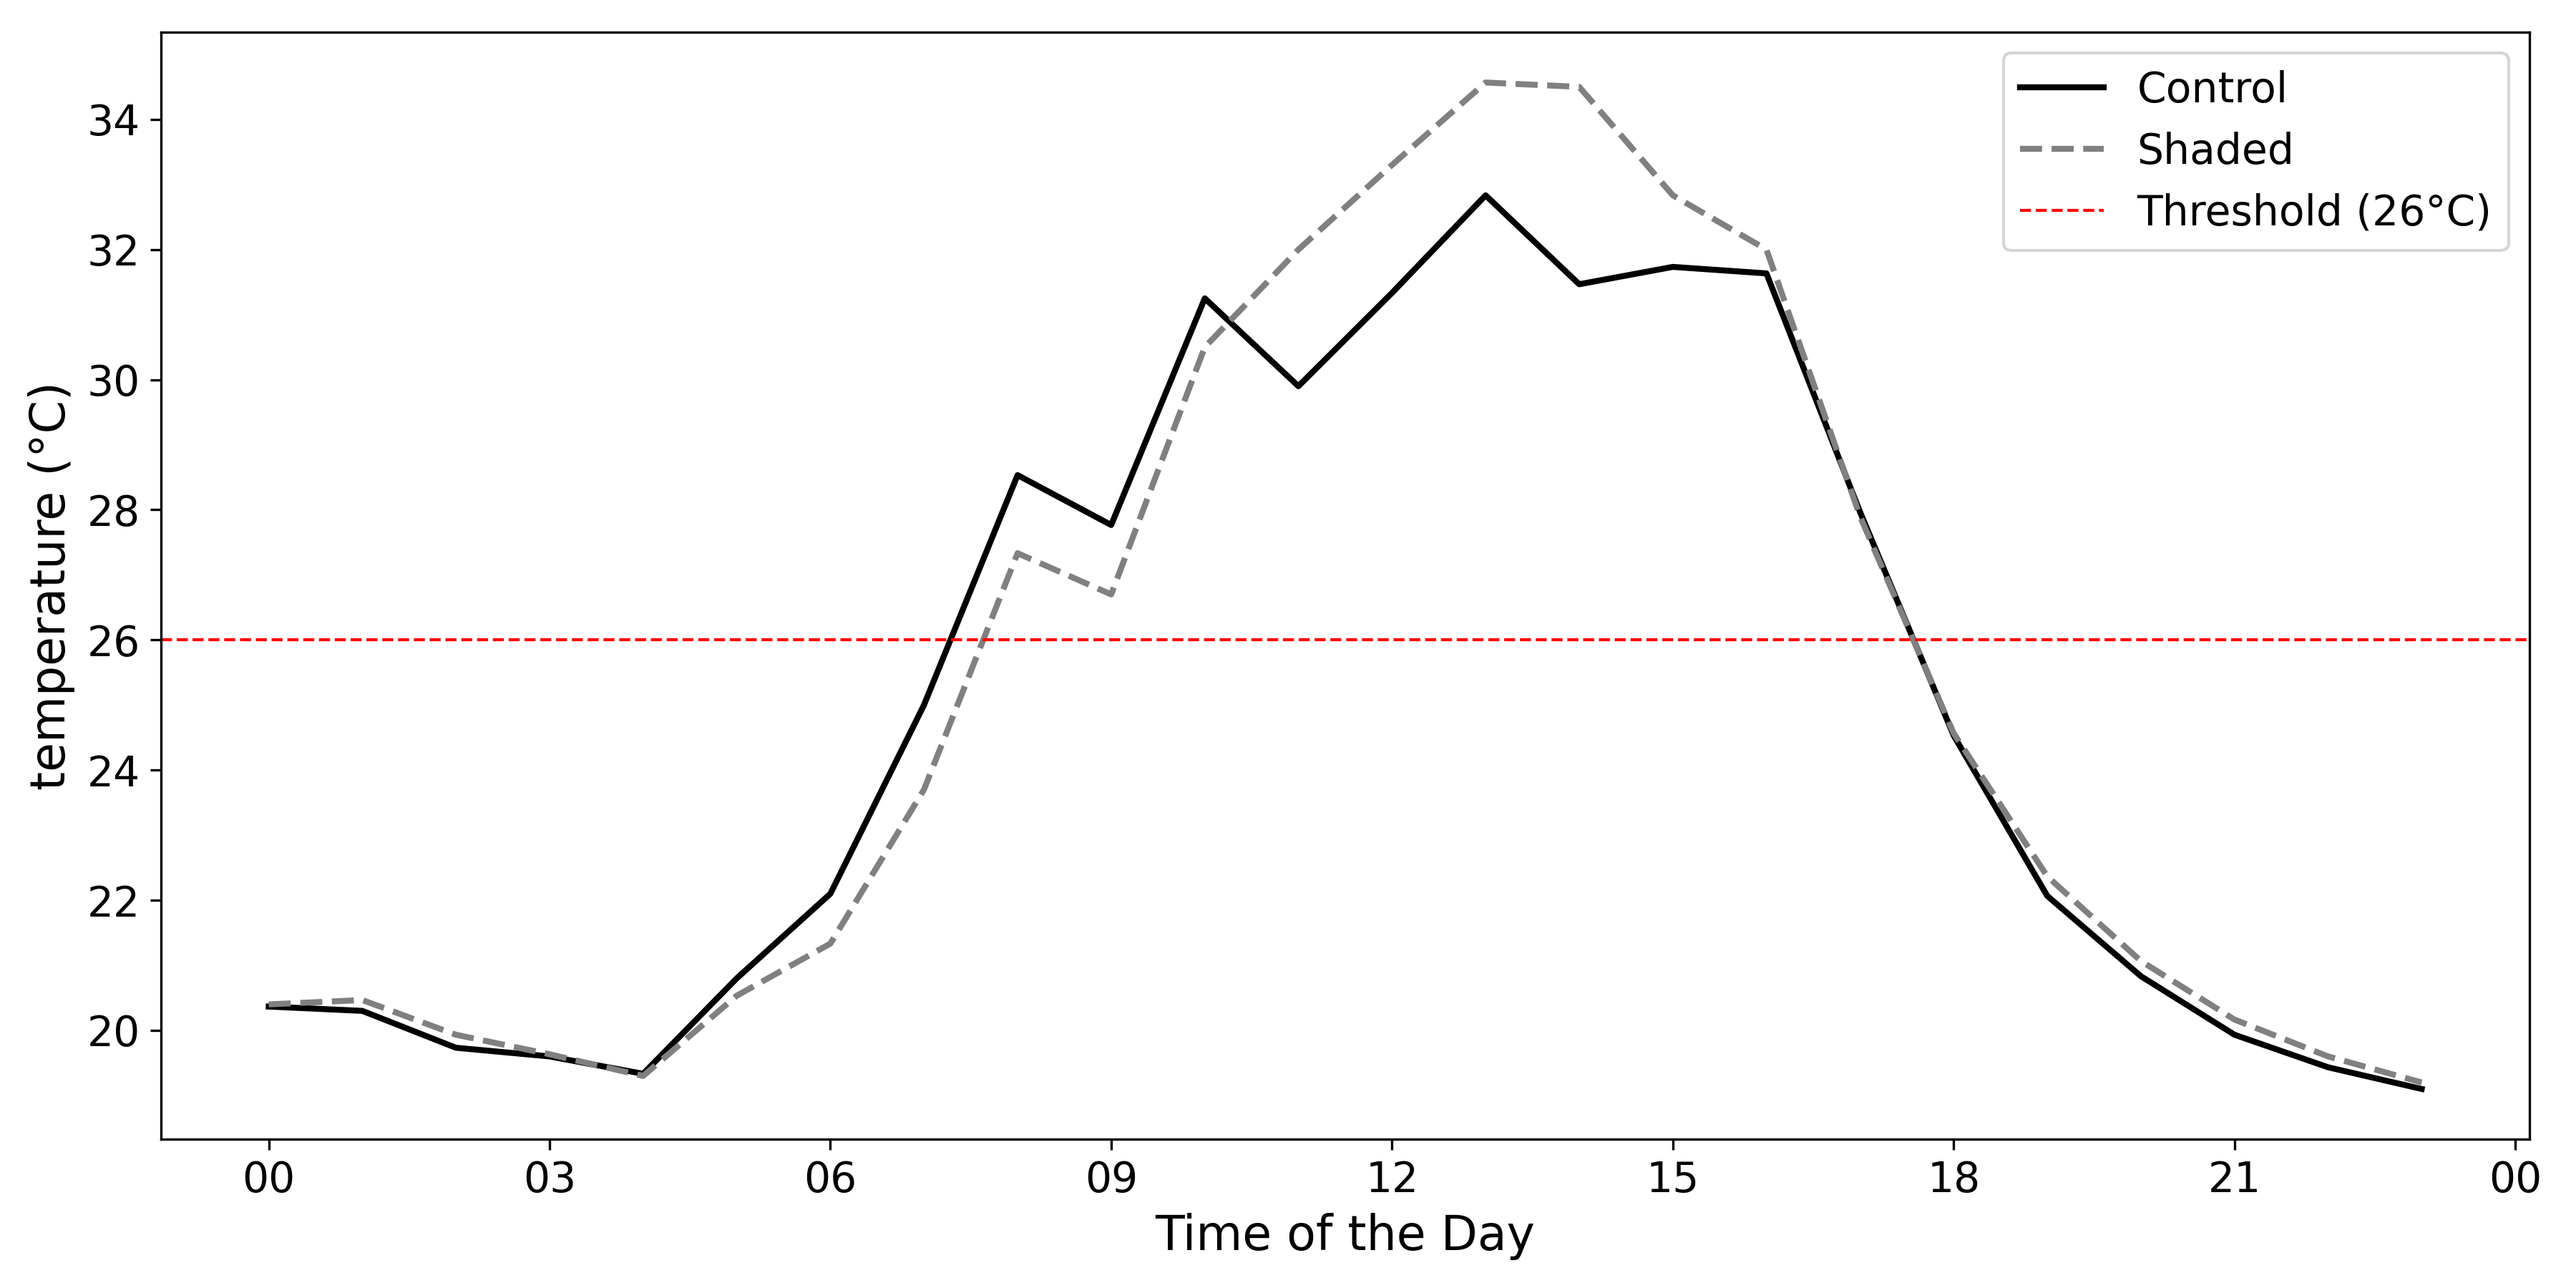 34
32
30
28
26
24
22
20
temperature (°C)
Control
Shaded
Threshold (26°C)
00 03 06 09 12 15 18 21 00
Time of the Day